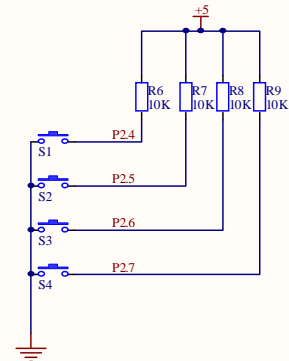 +5
R6 R7 R8 R9
10K 10K 10K 10K
P2.4
S1
P2.5
S2
P2.6
S3
P2.7
S4